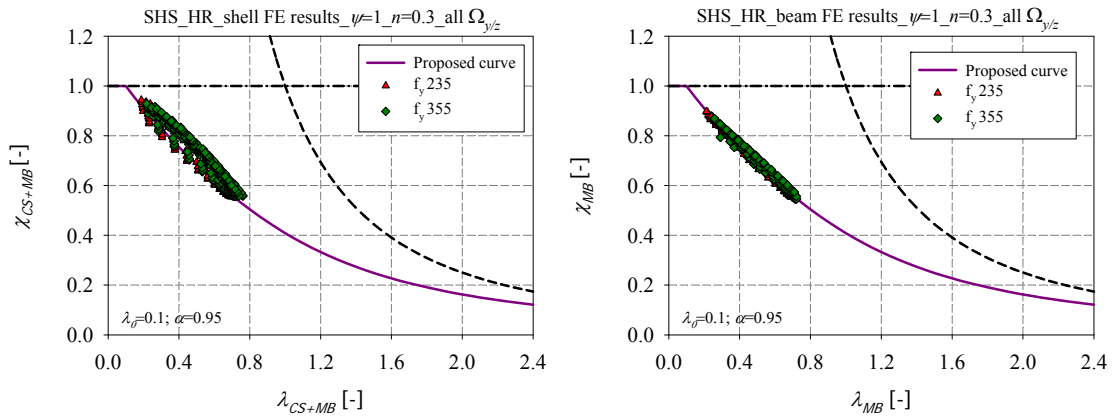 SHS_HR_shell FE results_ψ=1_n=0.3_all Ω_y/z
1.2
1.0
0.8
0.6
0.4
0.2
0.0
χ_CS+MB [-]
Proposed curve
f_y 235
f_y 355
λ_0=0.1; α=0.95
0.0 0.4 0.8 1.2 1.6 2.0 2.4
λ_CS+MB [-]
SHS_HR_beam FE results_ψ=1_n=0.3_all Ω_y/z
1.2
1.0
0.8
0.6
0.4
0.2
0.0
χ_MB [-]
Proposed curve
f_y 235
f_y 355
λ_0=0.1; α=0.95
0.0 0.4 0.8 1.2 1.6 2.0 2.4
λ_MB [-]